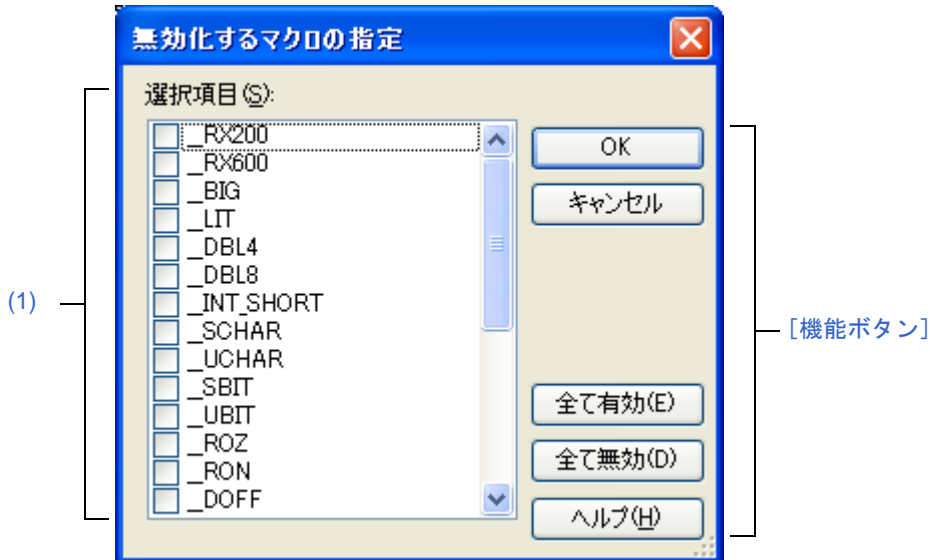 無効化するマクロの指定
選択項目(S):
_RX200
_RX600
_BIG
_LIT
_DBL4
_DBL8
_INT_SHORT
_SCHAR
_UCHAR
_SBIT
_UBIT
_ROZ
_RON
_DOFF
OK
キャンセル
全て有効(E)
全て無効(D)
ヘルプ(H)
(1)
[機能ボタン]